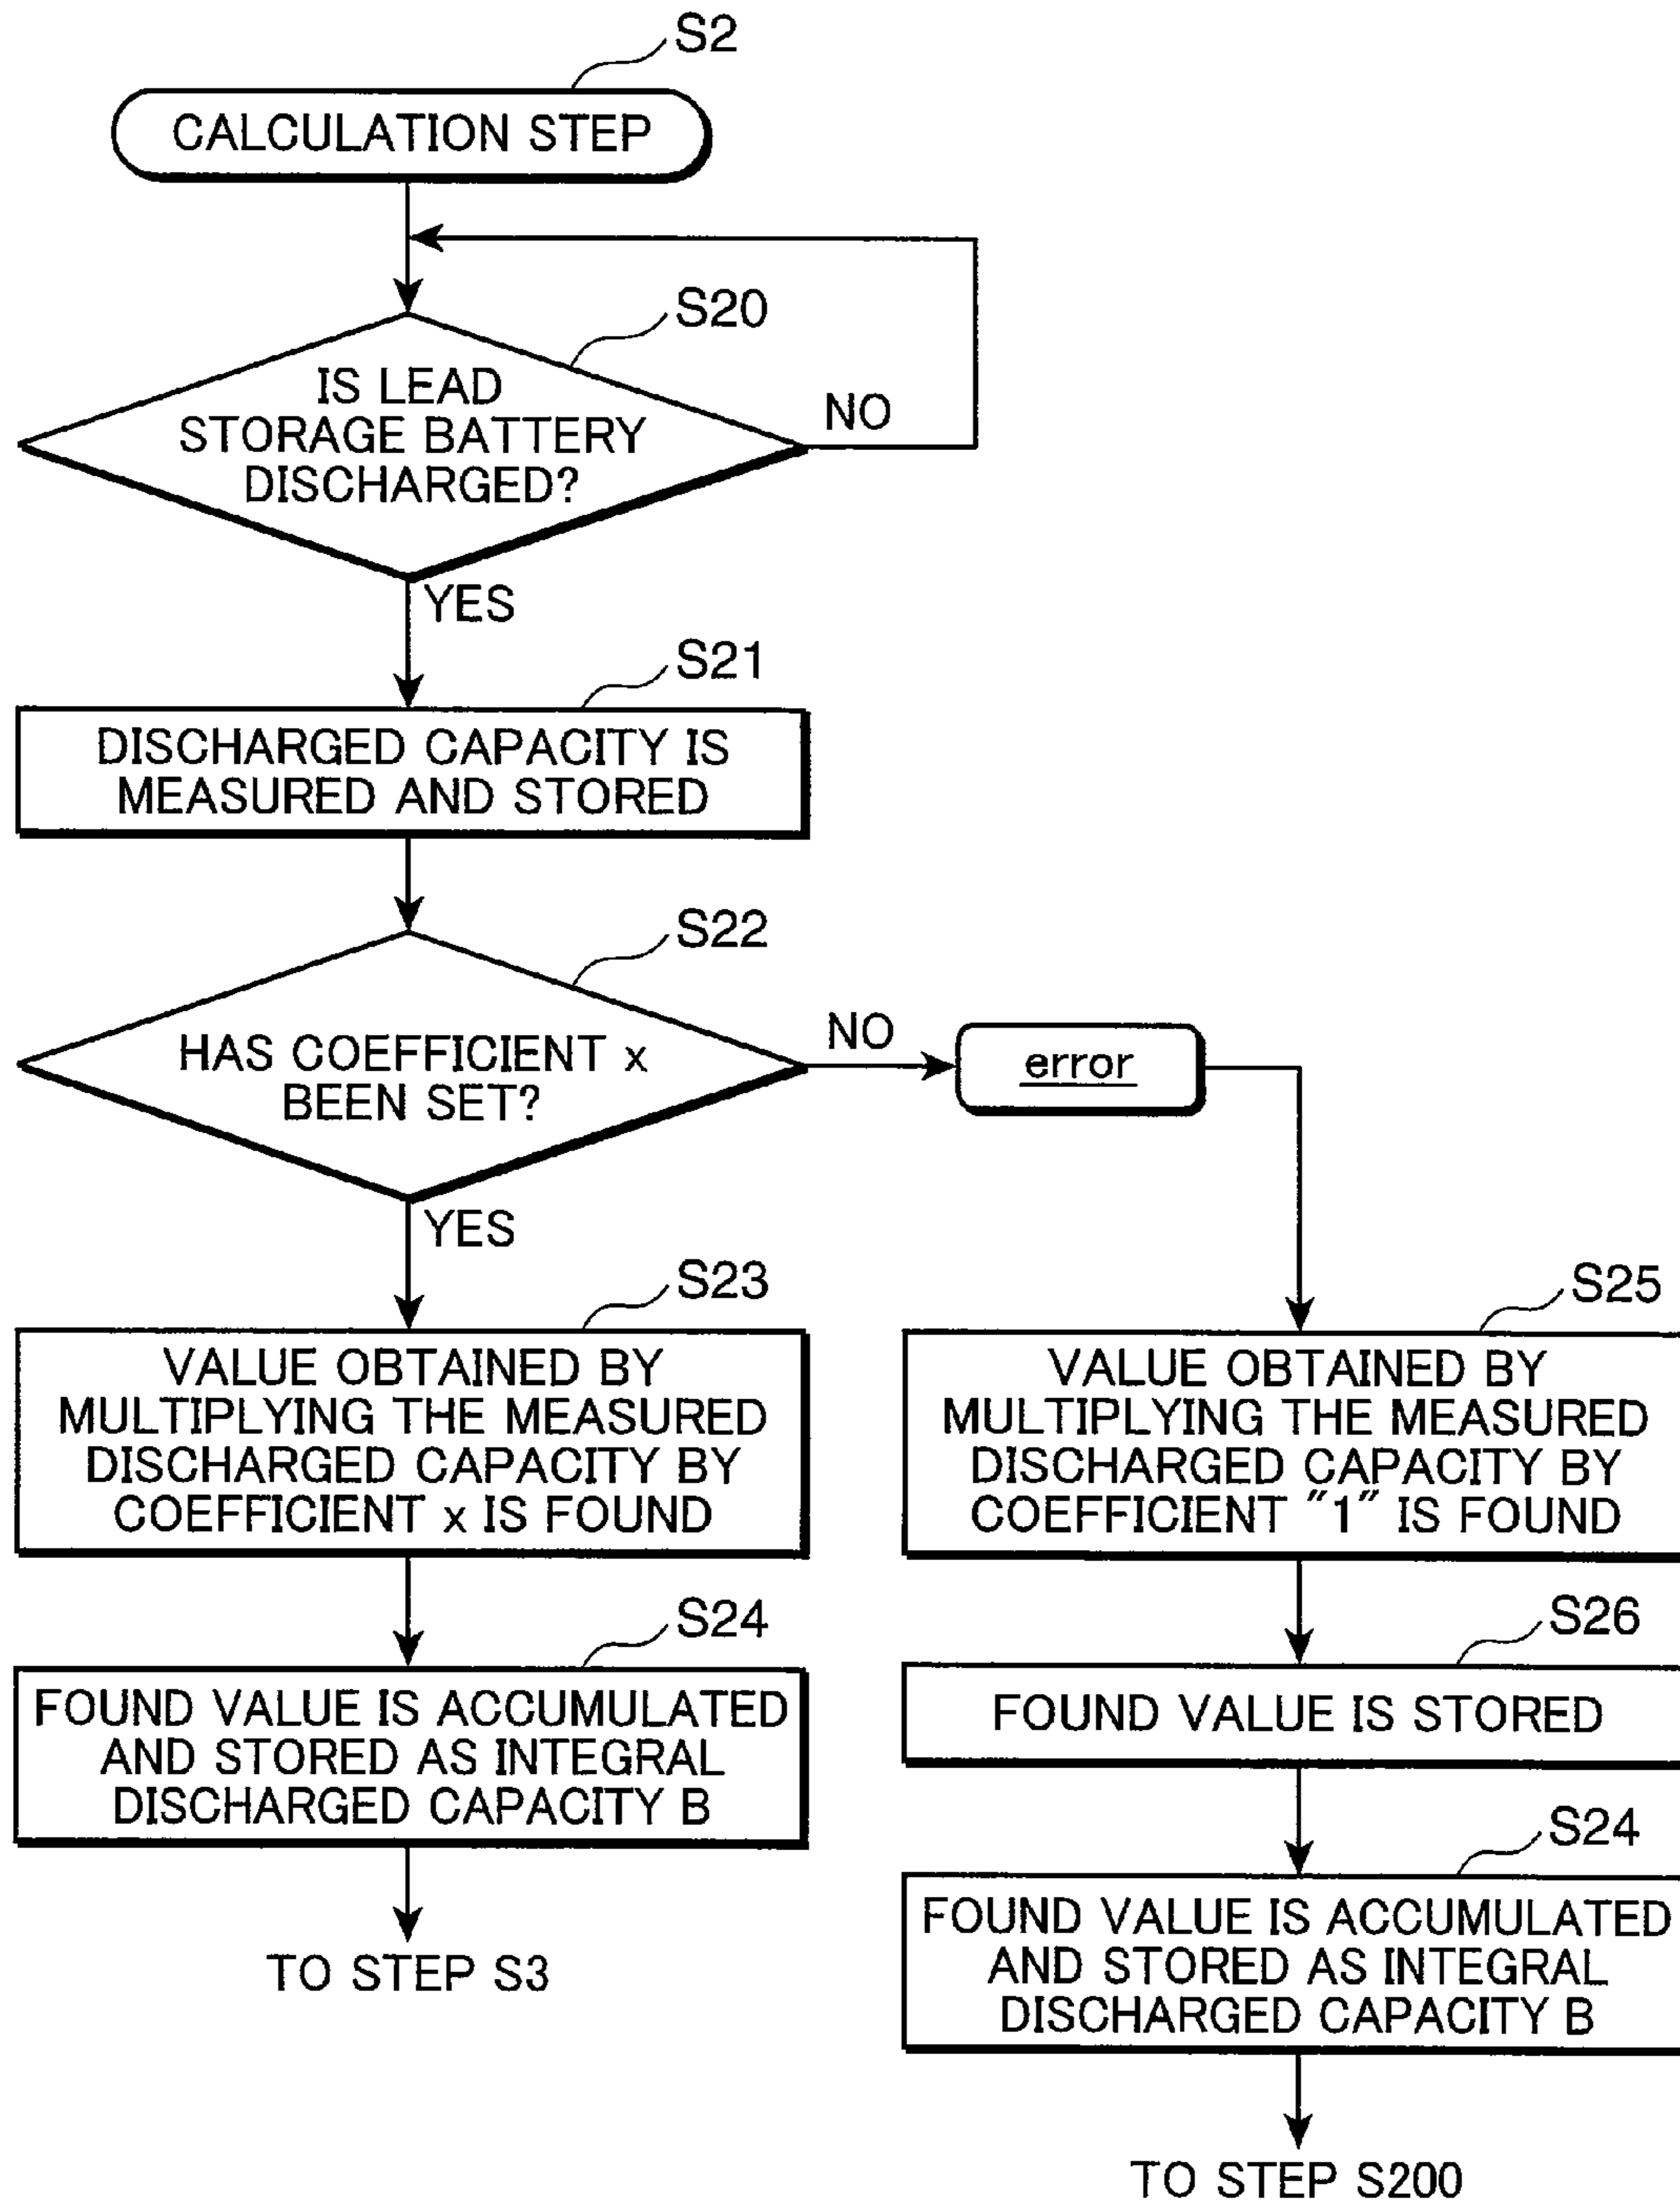 S2
CALCULATION STEP
S20
IS LEAD
STORAGE BATTERY
DISCHARGED?
NO
YES
S21
DISCHARGED CAPACITY IS
MEASURED AND STORED
S22
HAS COEFFICIENT x
BEEN SET?
NO
error
YES
S23
VALUE OBTAINED BY
MULTIPLYING THE MEASURED
DISCHARGED CAPACITY BY
COEFFICIENT x IS FOUND
S24
FOUND VALUE IS ACCUMULATED
AND STORED AS INTEGRAL
DISCHARGED CAPACITY B
TO STEP S3
S25
VALUE OBTAINED BY
MULTIPLYING THE MEASURED
DISCHARGED CAPACITY BY
COEFFICIENT "1" IS FOUND
S26
FOUND VALUE IS STORED
S24
FOUND VALUE IS ACCUMULATED
AND STORED AS INTEGRAL
DISCHARGED CAPACITY B
TO STEP S200